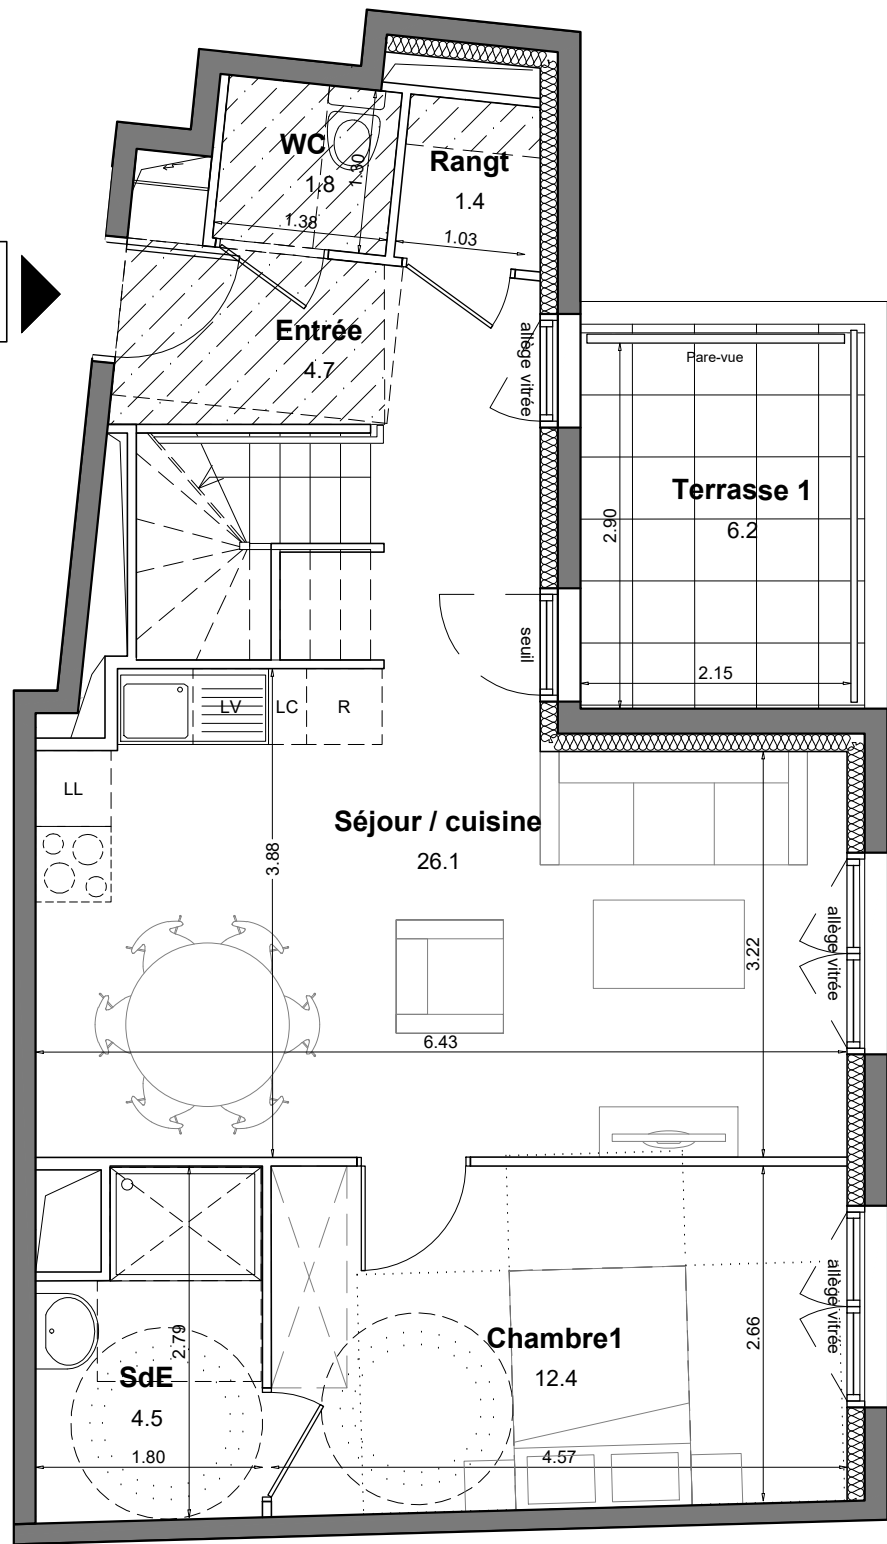 WC
1.8
1.30
1.38
Rangt
1.4
1.03
Entrée
4.7
allège vitrée
Pare-vue
Terrasse 1
6.2
2.90
2.15
seuil
LV
LC
R
LL
Séjour / cuisine
26.1
3.88
3.22
allège vitrée
6.43
Chambre1
12.4
2.66
allège vitrée
SdE
4.5
2.79
1.80
4.57